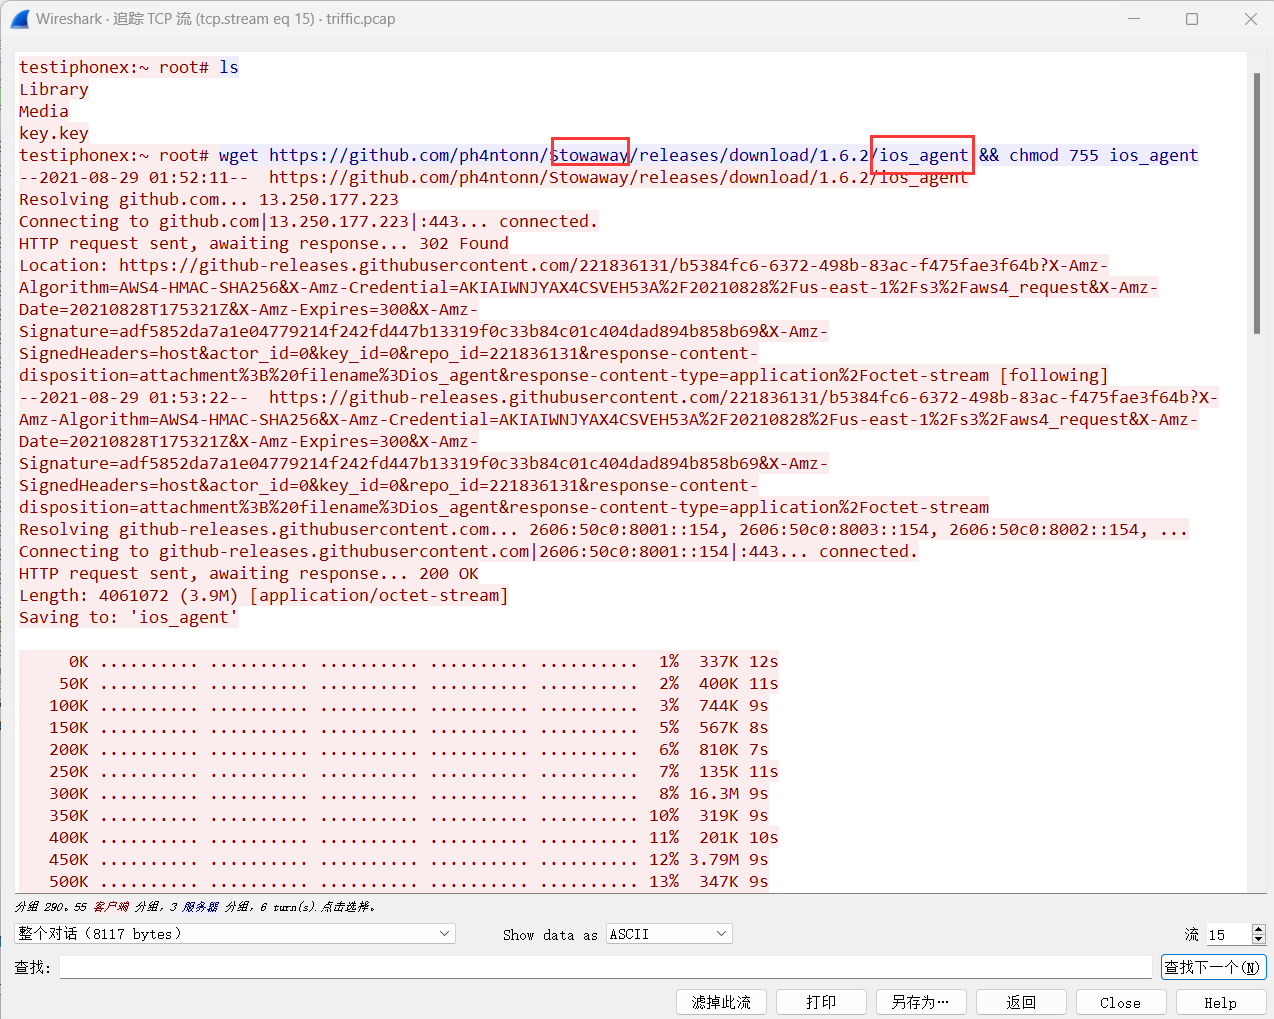 Wireshark · 追踪 TCP 流 (tcp.stream eq 15) · triffic.pcap
testiphonex:~ root# ls
Library
Media
key.key
testiphonex:~ root# wget https://github.com/ph4ntonn/Stowaway/releases/download/1.6.2/ios_agent && chmod 755 ios_agent
--2021-08-29 01:52:11--  https://github.com/ph4ntonn/Stowaway/releases/download/1.6.2/ios_agent
Resolving github.com... 13.250.177.223
Connecting to github.com|13.250.177.223|:443... connected.
HTTP request sent, awaiting response... 302 Found
Location: https://github-releases.githubusercontent.com/221836131/b5384fc6-6372-498b-83ac-f475fae3f64b?X-Amz-
Algorithm=AWS4-HMAC-SHA256&X-Amz-Credential=AKIAIWNJYAX4CSVEH53A%2F20210828%2Fus-east-1%2Fs3%2Faws4_request&X-Amz-
Date=20210828T175321Z&X-Amz-Expires=300&X-Amz-
Signature=adf5852da7a1e04779214f242fd447b13319f0c33b84c01c404dad894b858b69&X-Amz-
SignedHeaders=host&actor_id=0&key_id=0&repo_id=221836131&response-content-
disposition=attachment%3B%20filename%3Dios_agent&response-content-type=application%2Foctet-stream [following]
--2021-08-29 01:53:22--  https://github-releases.githubusercontent.com/221836131/b5384fc6-6372-498b-83ac-f475fae3f64b?X-
Amz-Algorithm=AWS4-HMAC-SHA256&X-Amz-Credential=AKIAIWNJYAX4CSVEH53A%2F20210828%2Fus-east-1%2Fs3%2Faws4_request&X-Amz-
Date=20210828T175321Z&X-Amz-Expires=300&X-Amz-
Signature=adf5852da7a1e04779214f242fd447b13319f0c33b84c01c404dad894b858b69&X-Amz-
SignedHeaders=host&actor_id=0&key_id=0&repo_id=221836131&response-content-
disposition=attachment%3B%20filename%3Dios_agent&response-content-type=application%2Foctet-stream
Resolving github-releases.githubusercontent.com... 2606:50c0:8001::154, 2606:50c0:8003::154, 2606:50c0:8002::154, ...
Connecting to github-releases.githubusercontent.com|2606:50c0:8001::154|:443... connected.
HTTP request sent, awaiting response... 200 OK
Length: 4061072 (3.9M) [application/octet-stream]
Saving to: 'ios_agent'
0K .......... .......... .......... .......... ..........  1%  337K 12s
50K .......... .......... .......... .......... ..........  2%  400K 11s
100K .......... .......... .......... .......... ..........  3%  744K 9s
150K .......... .......... .......... .......... ..........  5%  567K 8s
200K .......... .......... .......... .......... ..........  6%  810K 7s
250K .......... .......... .......... .......... ..........  7%  135K 11s
300K .......... .......... .......... .......... ..........  8% 16.3M 9s
350K .......... .......... .......... .......... .......... 10%  319K 9s
400K .......... .......... .......... .......... .......... 11%  201K 10s
450K .......... .......... .......... .......... .......... 12% 3.79M 9s
500K .......... .......... .......... .......... .......... 13%  347K 9s
分组 290。55 客户端 分组，3 服务器 分组，6 turn(s).点击选择。
整个对话（8117 bytes） Show data as ASCII 流 15
查找： 查找下一个(N)
滤掉此流 打印 另存为… 返回 Close Help